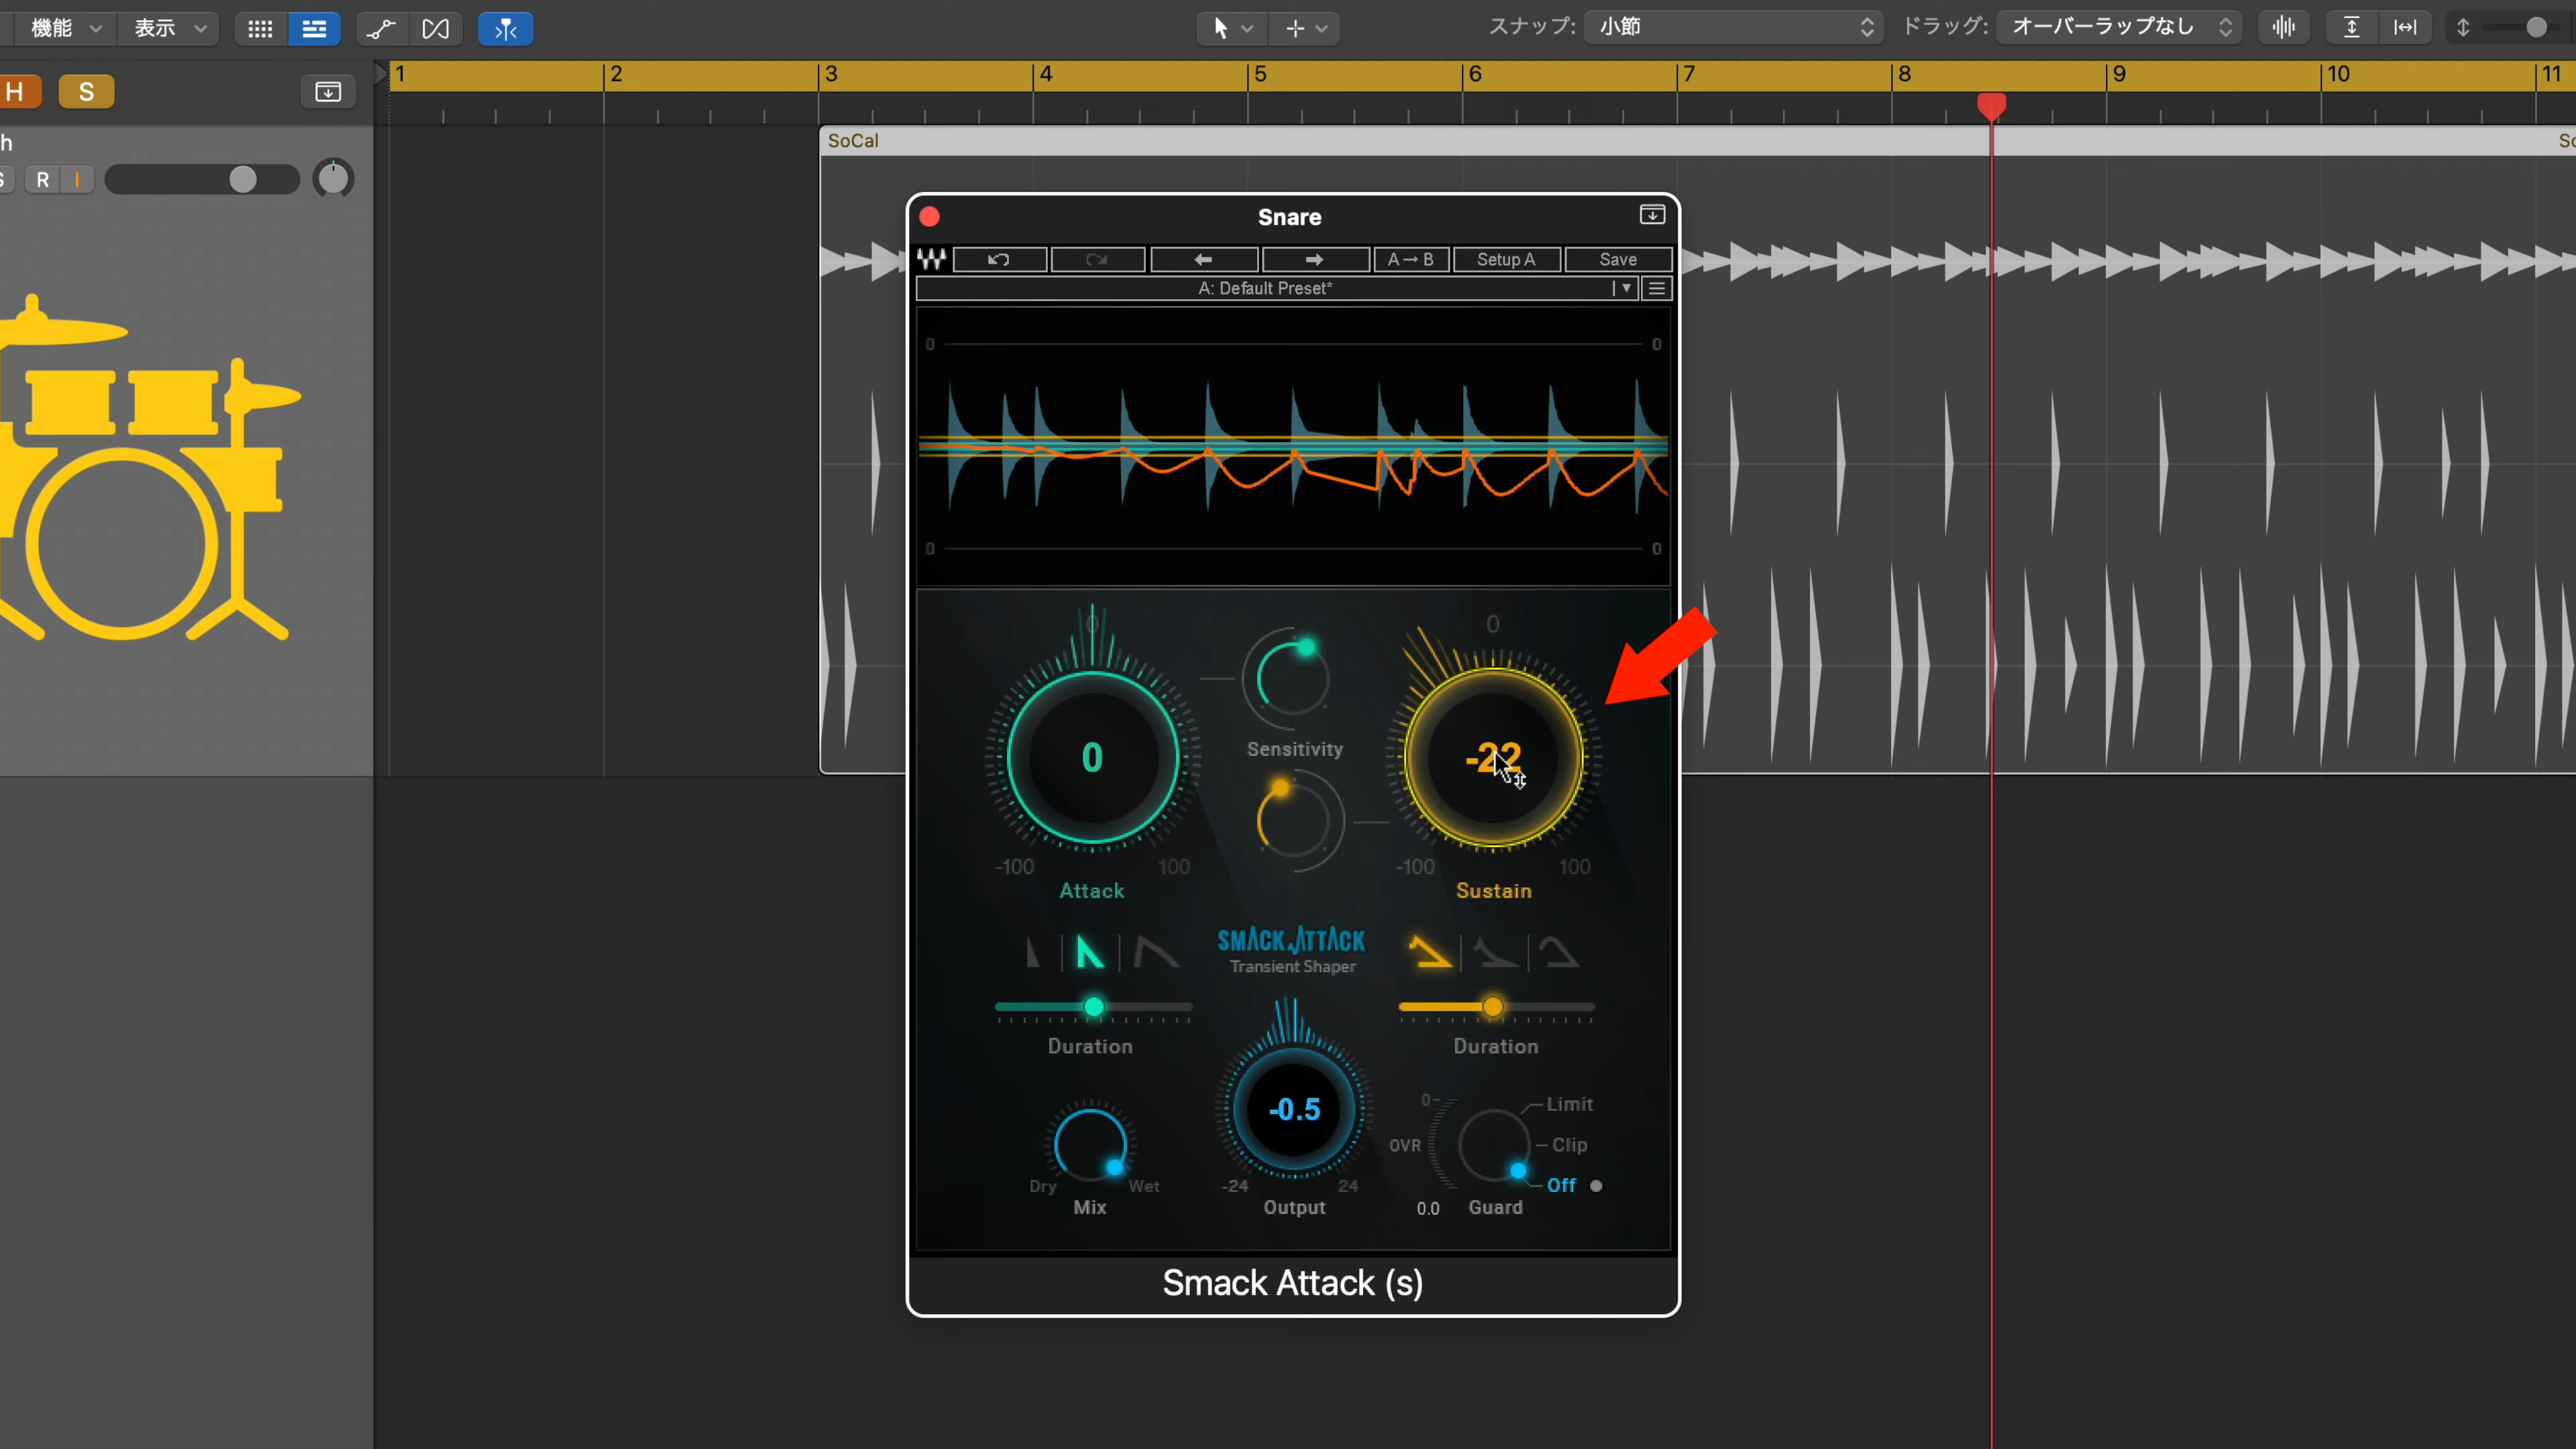 機能
表示
スナップ: 小節
ドラッグ: オーバーラップなし
1 2 3 4 5 6 7 8 9 10 11
H S
h
SoCal
S R I
Snare
A→B Setup A Save
A: Default Preset*
0 0
0 0
0 0
0 -22
Sensitivity
-100 100 -100 100
Attack Sustain
SMACK ATTACK
Transient Shaper
Duration Duration
-0.5
0 Limit
OVR Clip
Off
Dry Wet -24 24
Mix Output 0.0 Guard
Smack Attack (s)